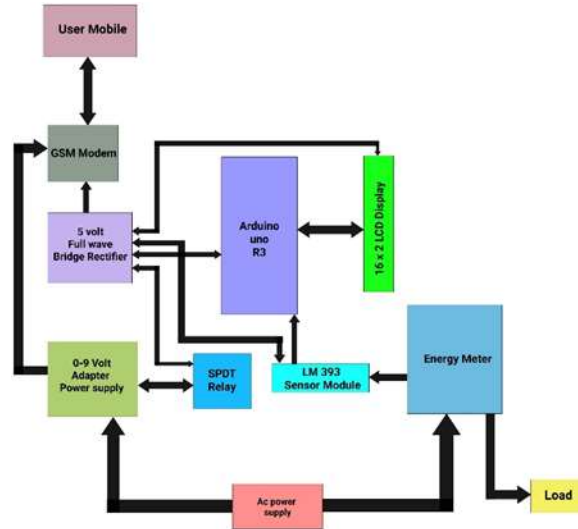 User Mobile
GSM Modem
5 volt
Full wave
Bridge Rectifier
Arduino
uno
R3
16 x 2 LCD Display
0-9 Volt
Adapter
Power supply
SPDT
Relay
LM 393
Sensor Module
Energy Meter
Ac power
supply
Load